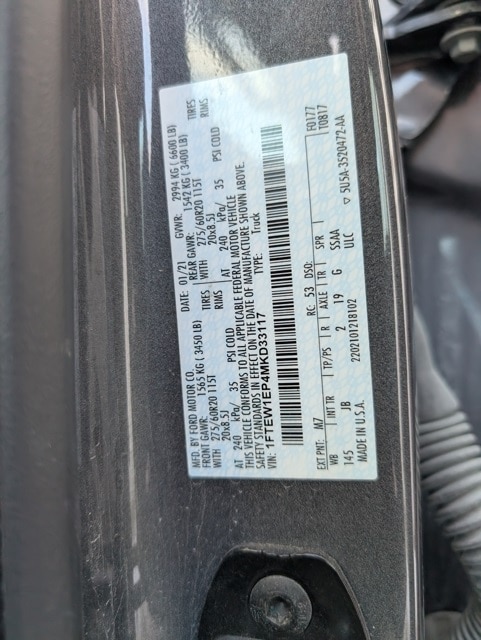 MFD. BY FORD MOTOR CO. DATE: 01/21 GVWR: 2994 KG ( 6600 LB)
FRONT GAWR: 1565 KG ( 3450 LB) REAR GAWR: 1542 KG ( 3400 LB)
WITH 275/60R20 115T TIRES WITH 275/60R20 115T TIRES
20x8.5J RIMS 20x8.5J RIMS
AT 240 kPa/ 35 PSI COLD AT 240 kPa/ 35 PSI COLD
THIS VEHICLE CONFORMS TO ALL APPLICABLE FEDERAL MOTOR VEHICLE
SAFETY STANDARDS IN EFFECT ON THE DATE OF MANUFACTURE SHOWN ABOVE.
VIN: 1FTEW1EP4MKD33117 TYPE: Truck
F0177
T0817
EXT PNT: M7 RC: 53 DSO:
WB INT TR TP/PS R AXLE TR SPR
145 JB 2 19 G SSAA
MADE IN U.S.A. 220210121B102 ULC
▽ 5U5A-3520472-AA